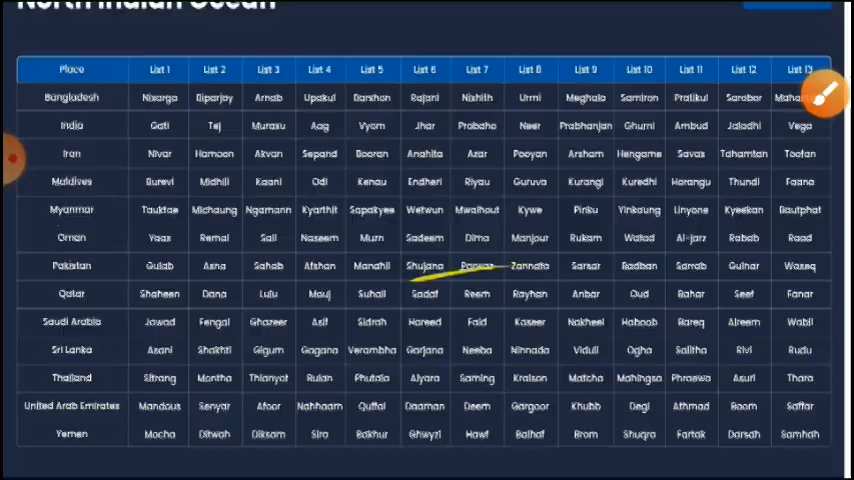 North Indian Ocean
Place List 1 List 2 List 3 List 4 List 5 List 6 List 7 List 8 List 9 List 10 List 11 List 12 List 13
Bangladesh Nisarga Biparjoy Arnab Upakul Barshon Rajani Nishith Urmi Meghala Samiron Pratikul Sarobor
India Gati Tej Murasu Aag Vyom Jhar Probaho Neer Prabhanjan Ghurni Ambud Jaladhi Vega
Iran Nivar Hamoon Akvan Sepand Booran Anahita Azar Pooyan Arsham Hengame Savas Tahamtan Toofan
Maldives Burevi Midhili Kaani Odi Kenau Endheri Riyau Guruva Kurangi Kuredhi Horangu Thundi Faana
Myanmar Tauktae Michaung Ngamann Kyarthit Sapakyee Wetwun Mwaihout Kywe Pinku Yinkaung Linyone Kyeekan Bautphat
Oman Yaas Remal Sail Naseem Muzn Sadeem Dima Manjour Rukam Watad Al-jarz Rabab Raad
Pakistan Gulab Asna Sahab Afshan Manahil Shujana Parwaz Zannata Sarsar Badban Sarrab Gulnar Waseq
Qatar Shaheen Dana Lulu Mouj Suhail Sadaf Reem Rayhan Anbar Oud Bahar Seef Fanar
Saudi Arabia Jawad Fengal Ghazeer Asif Sidrah Hareed Faid Kaseer Nakheel Haboob Bareq Alreem Wabil
Sri Lanka Asani Shakhti Gigum Gagana Verambha Garjana Neeba Ninnada Viduli Ogha Salitha Rivi Rudu
Thailand Sitrang Montha Thianyot Bulan Phutala Aiyara Saming Kraison Matcha Mahingsa Phraewa Asuri Thara
United Arab Emirates Mandous Senyar Afoor Nahhaam Quffal Daaman Deem Gargoor Khubb Degl Athmad Boom Saffar
Yemen Mocha Ditwah Diksam Sira Bakhur Ghwyzi Hawf Balhaf Brom Shuqra Fartak Darsah Samhah